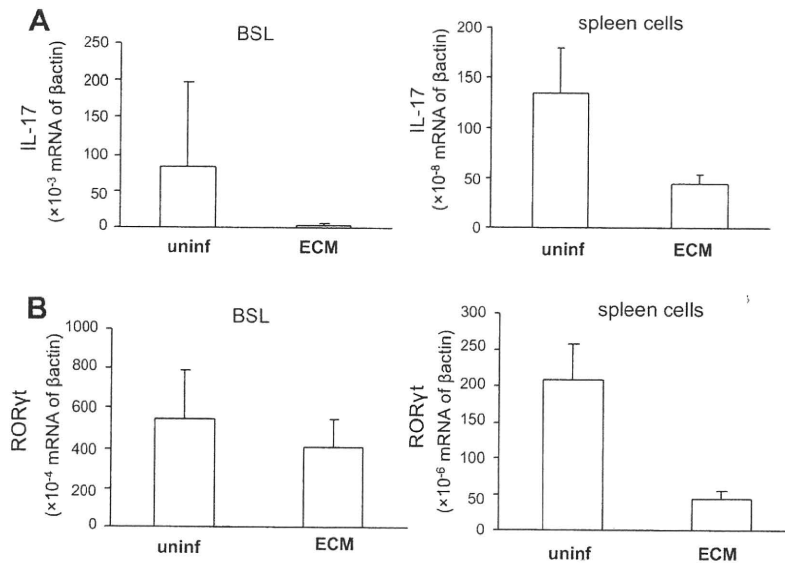 A
BSL
IL-17
(×10⁻³ mRNA of βactin)
250
200
150
100
50
0
uninf
ECM
spleen cells
IL-17
(×10⁻⁸ mRNA of βactin)
200
150
100
50
0
uninf
ECM
B
BSL
RORγt
(×10⁻⁴ mRNA of βactin)
1000
800
600
400
200
0
uninf
ECM
spleen cells
RORγt
(×10⁻⁶ mRNA of βactin)
300
250
200
150
100
50
0
uninf
ECM